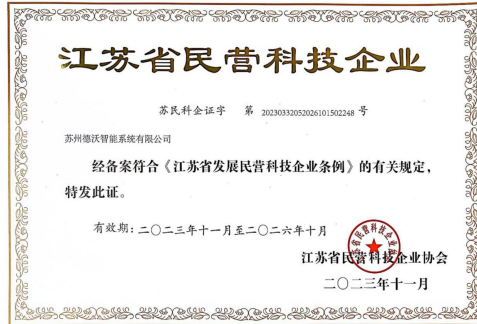 江苏省民营科技企业
苏民科企证字 第 20230332052026101502248 号
苏州德沃智能系统有限公司
经备案符合《江苏省发展民营科技企业条例》的有关规定，
特发此证。
有效期：二〇二三年十一月至二〇二六年十月
江苏省民营科技企业协会
二〇二三年十一月